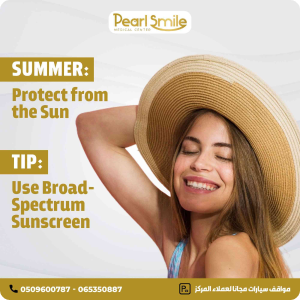 Pearl Smile
MEDICAL CENTER
SUMMER:
Protect from
the Sun
TIP:
Use Broad-
Spectrum
Sunscreen
0509600787 - 065350887
مواقف سيارات مجانا لعملاء المركز